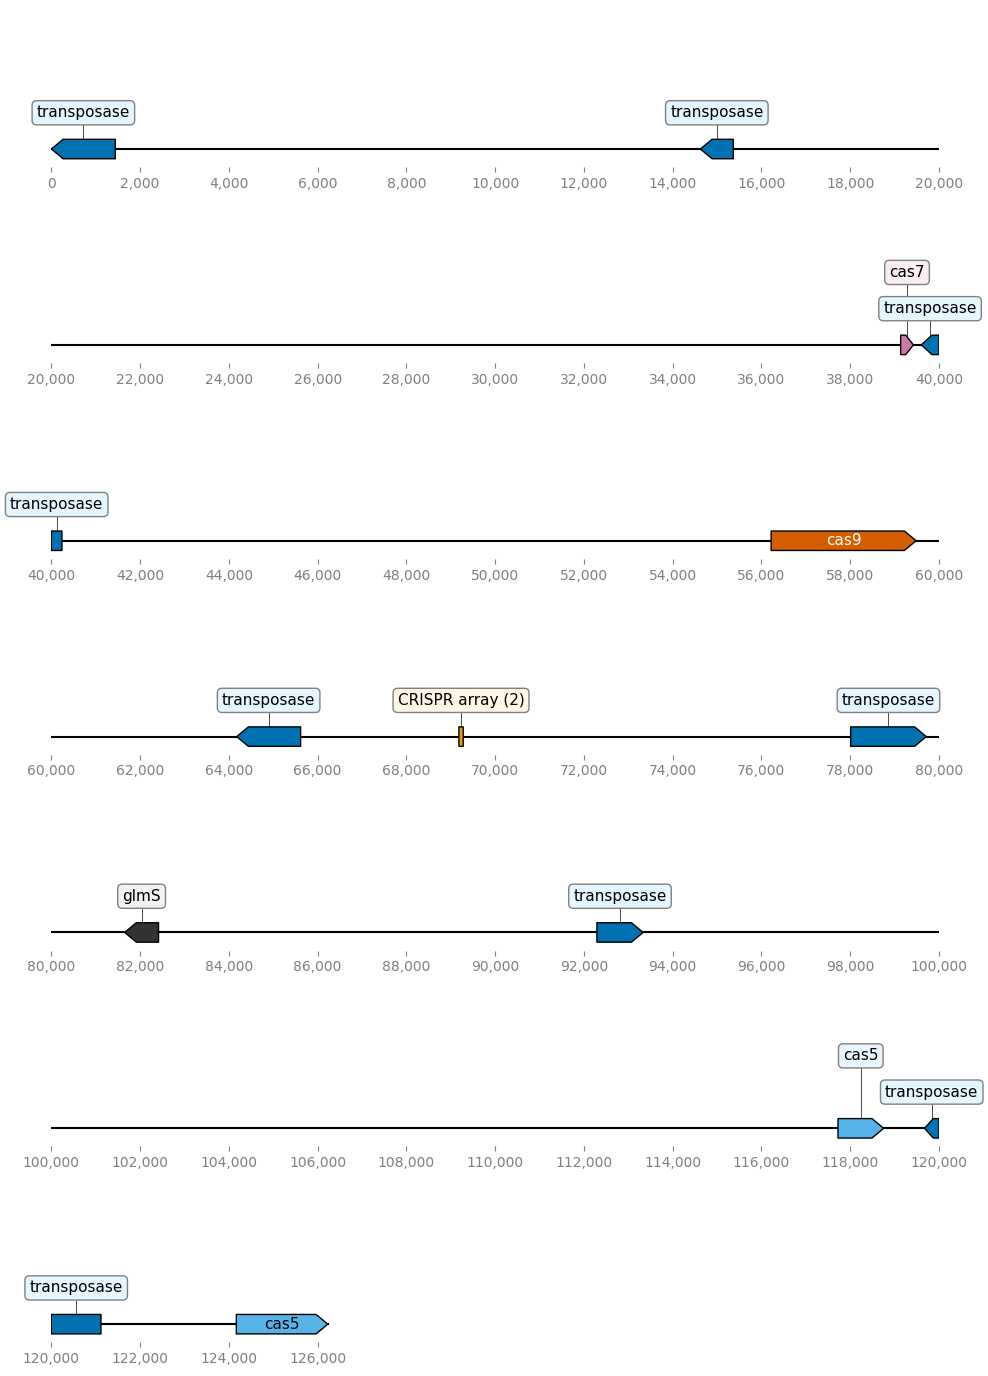 transposase transposase
0 2,000 4,000 6,000 8,000 10,000 12,000 14,000 16,000 18,000 20,000
cas7
transposase
20,000 22,000 24,000 26,000 28,000 30,000 32,000 34,000 36,000 38,000 40,000
transposase
cas9
40,000 42,000 44,000 46,000 48,000 50,000 52,000 54,000 56,000 58,000 60,000
transposase CRISPR array (2) transposase
60,000 62,000 64,000 66,000 68,000 70,000 72,000 74,000 76,000 78,000 80,000
glmS transposase
80,000 82,000 84,000 86,000 88,000 90,000 92,000 94,000 96,000 98,000 100,000
cas5
transposase
100,000 102,000 104,000 106,000 108,000 110,000 112,000 114,000 116,000 118,000 120,000
transposase
cas5
120,000 122,000 124,000 126,000